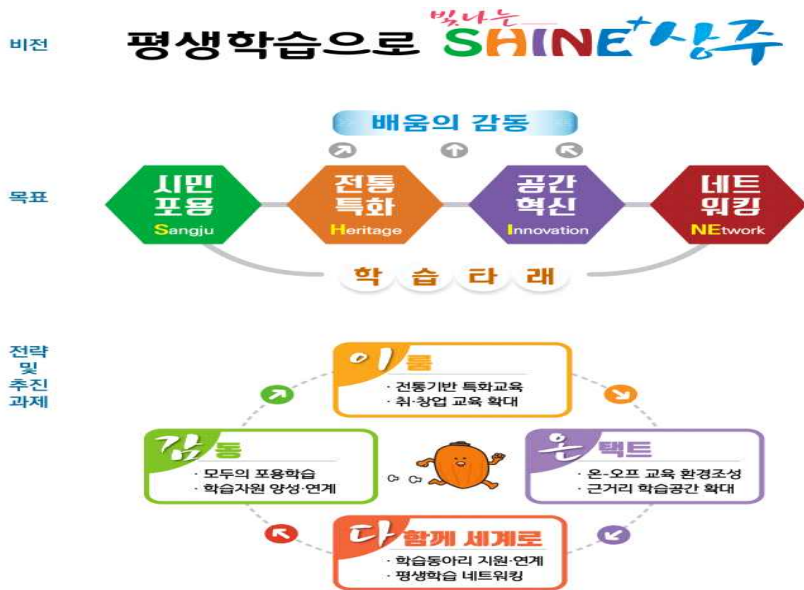 비전
평생학습으로 빛나는 SHINE+상주
배움의 감동
목표
시민 포용 Sangju
전통 특화 Heritage
공간 혁신 Innovation
네트 워킹 NEtwork
학습타래
전략
및
추진
과제
이룸
· 전통기반 특화교육
· 취·창업 교육 확대
감동
· 모두의 포용학습
· 학습자원 양성·연계
온택트
· 온-오프 교육 환경조성
· 근거리 학습공간 확대
다함께 세계로
· 학습동아리 지원·연계
· 평생학습 네트워킹